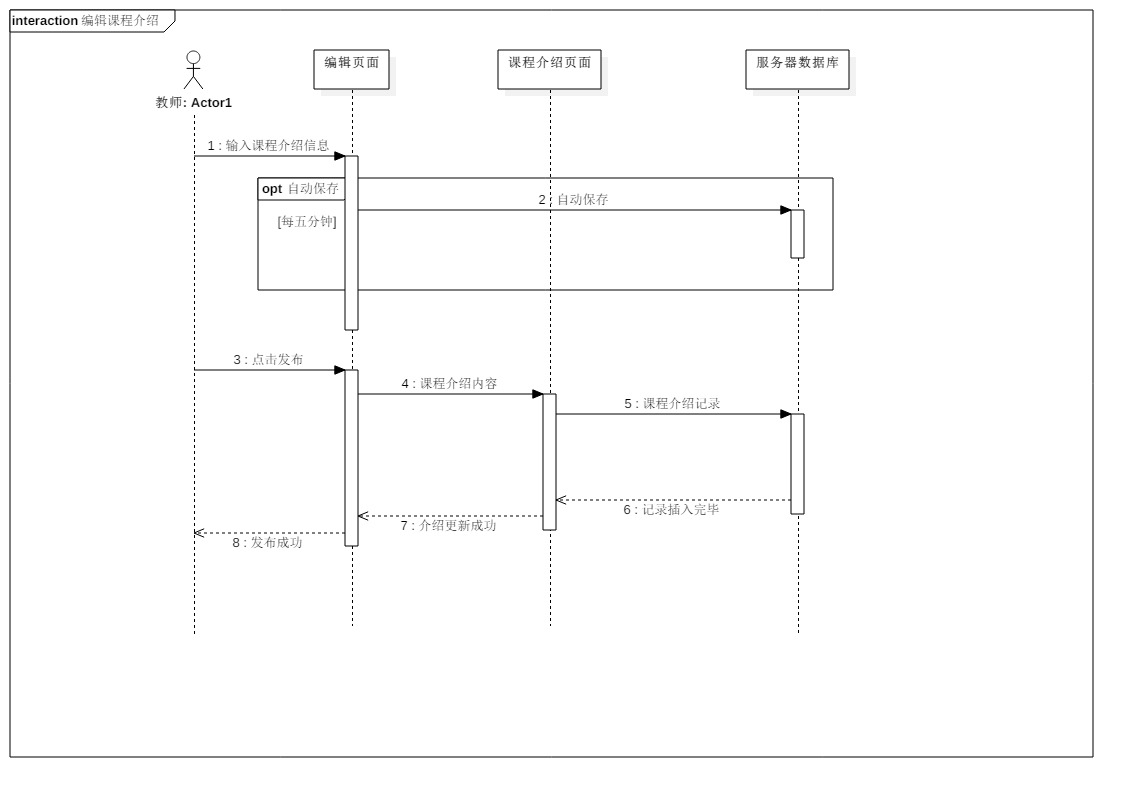 interaction 编辑课程介绍
编辑页面
课程介绍页面
服务器数据库
教师: Actor1
1 : 输入课程介绍信息
opt 自动保存
2 : 自动保存
[每五分钟]
3 : 点击发布
4 : 课程介绍内容
5 : 课程介绍记录
6 : 记录插入完毕
7 : 介绍更新成功
8 : 发布成功